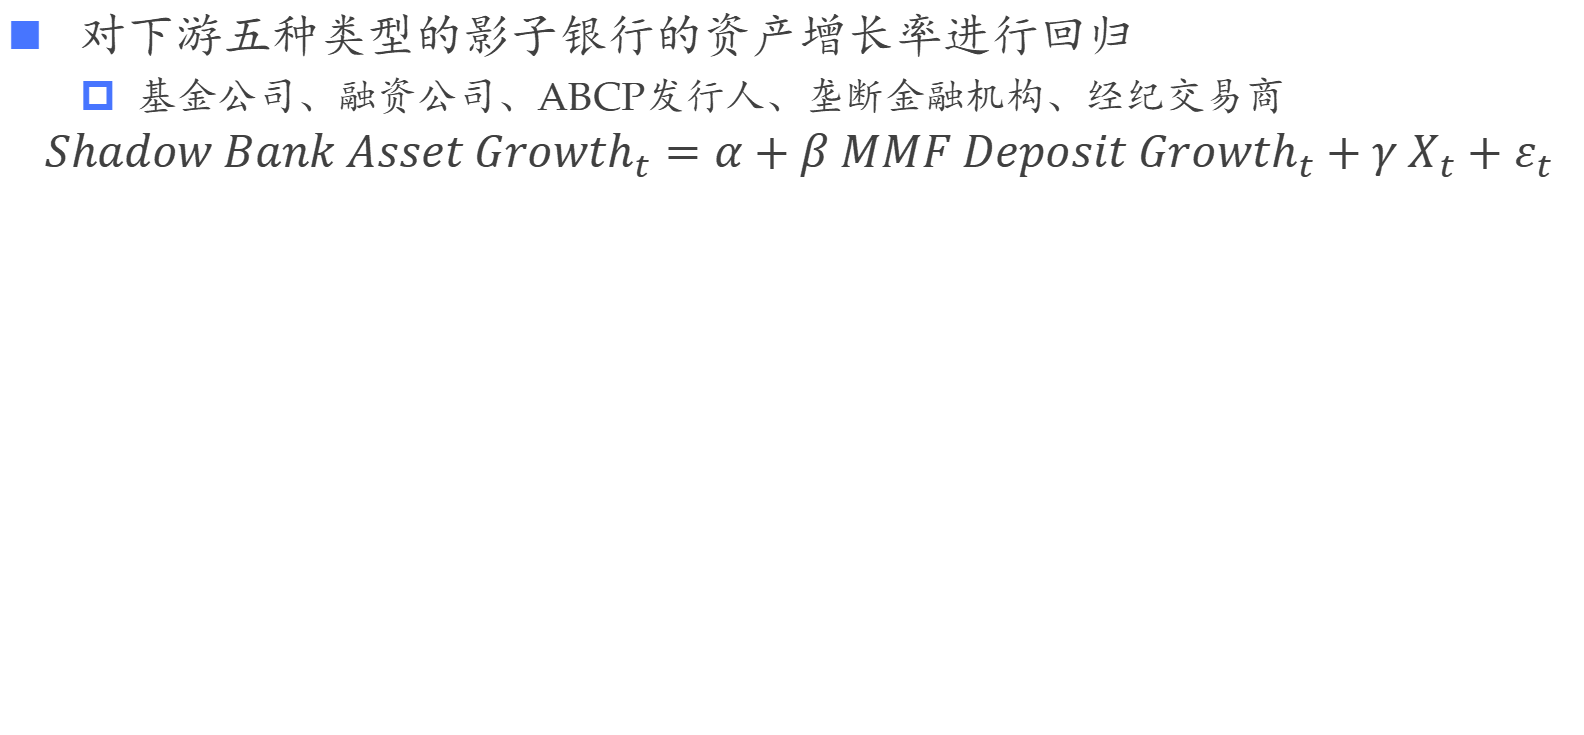 对下游五种类型的影子银行的资产增长率进行回归
基金公司、融资公司、ABCP发行人、垄断金融机构、经纪交易商
Shadow Bank Asset Growthₜ = α + β MMF Deposit Growthₜ + γ Xₜ + εₜ